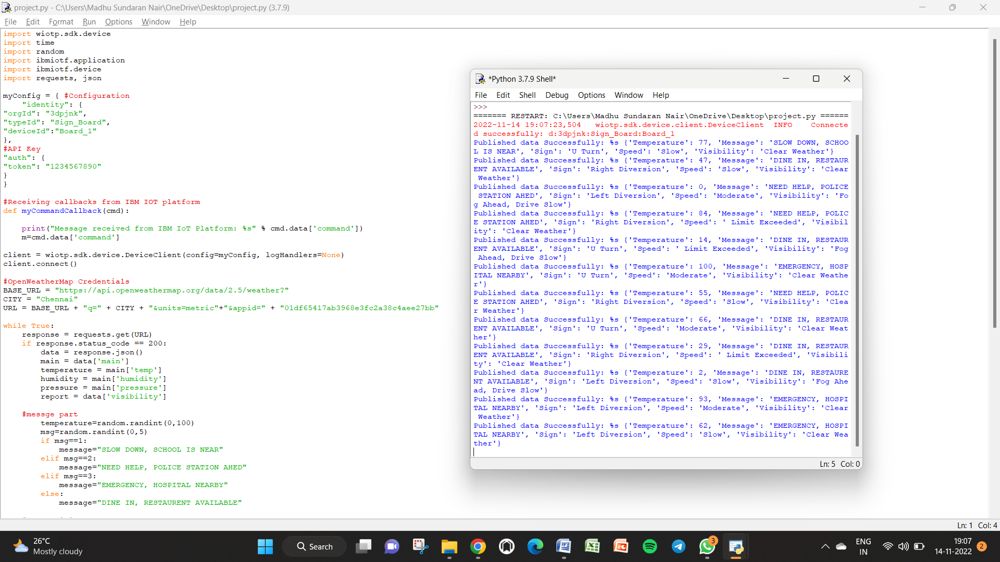 project.py - C:\Users\Madhu Sundaran Nair\OneDrive\Desktop\project.py (3.7.9)
File Edit Format Run Options Window Help
import wiotp.sdk.device
import time
import random
import ibmiotf.application
import ibmiotf.device
import requests, json

myConfig = { #Configuration
    "identity": {
"orgId": "3dpjnk",
"typeId": "Sign_Board",
"deviceId":"Board_1"
},
#API Key
"auth": {
"token": "1234567890"
}
}

#Receiving callbacks from IBM IOT platform
def myCommandCallback(cmd):

    print("Message received from IBM IoT Platform: %s" % cmd.data['command'])
    m=cmd.data['command']

client = wiotp.sdk.device.DeviceClient(config=myConfig, logHandlers=None)
client.connect()

#OpenWeatherMap Credentials
BASE_URL = "https://api.openweathermap.org/data/2.5/weather?"
CITY = "Chennai"
URL = BASE_URL + "q=" + CITY + "&units=metric"+"&appid=" + "01df65417ab3968e3fc2a38c4aee27bb"

while True:
    response = requests.get(URL)
    if response.status_code == 200:
        data = response.json()
        main = data['main']
        temperature = main['temp']
        humidity = main['humidity']
        pressure = main['pressure']
        report = data['visibility']

    #messge part
        temperature=random.randint(0,100)
        msg=random.randint(0,5)
        if msg==1:
            message="SLOW DOWN, SCHOOL IS NEAR"
        elif msg==2:
            message="NEED HELP, POLICE STATION AHED"
        elif msg==3:
            message="EMERGENCY, HOSPITAL NEARBY"
        else:
            message="DINE IN, RESTAURENT AVAILABLE"
Ln: 1 Col: 4
*Python 3.7.9 Shell*
File Edit Shell Debug Options Window Help
>>>
======= RESTART: C:\Users\Madhu Sundaran Nair\OneDrive\Desktop\project.py ======
2022-11-14 19:07:23,504   wiotp.sdk.device.client.DeviceClient  INFO    Connecte
d successfully: d:3dpjnk:Sign_Board:Board_1
Published data Successfully: %s {'Temperature': 77, 'Message': 'SLOW DOWN, SCHOO
L IS NEAR', 'Sign': 'U Turn', 'Speed': 'Slow', 'Visibility': 'Clear Weather'}
Published data Successfully: %s {'Temperature': 47, 'Message': 'DINE IN, RESTAUR
ENT AVAILABLE', 'Sign': 'Right Diversion', 'Speed': 'Slow', 'Visibility': 'Clear
 Weather'}
Published data Successfully: %s {'Temperature': 0, 'Message': 'NEED HELP, POLICE
 STATION AHED', 'Sign': 'Left Diversion', 'Speed': 'Moderate', 'Visibility': 'Fo
g Ahead, Drive Slow'}
Published data Successfully: %s {'Temperature': 84, 'Message': 'NEED HELP, POLIC
E STATION AHED', 'Sign': 'Right Diversion', 'Speed': ' Limit Exceeded', 'Visibil
ity': 'Clear Weather'}
Published data Successfully: %s {'Temperature': 14, 'Message': 'DINE IN, RESTAUR
ENT AVAILABLE', 'Sign': 'U Turn', 'Speed': ' Limit Exceeded', 'Visibility': 'Fog
 Ahead, Drive Slow'}
Published data Successfully: %s {'Temperature': 100, 'Message': 'EMERGENCY, HOSP
ITAL NEARBY', 'Sign': 'U Turn', 'Speed': 'Moderate', 'Visibility': 'Clear Weathe
r'}
Published data Successfully: %s {'Temperature': 55, 'Message': 'NEED HELP, POLIC
E STATION AHED', 'Sign': 'Right Diversion', 'Speed': 'Slow', 'Visibility': 'Clea
r Weather'}
Published data Successfully: %s {'Temperature': 66, 'Message': 'DINE IN, RESTAUR
ENT AVAILABLE', 'Sign': 'U Turn', 'Speed': 'Moderate', 'Visibility': 'Clear Weat
her'}
Published data Successfully: %s {'Temperature': 29, 'Message': 'DINE IN, RESTAUR
ENT AVAILABLE', 'Sign': 'Right Diversion', 'Speed': ' Limit Exceeded', 'Visibili
ty': 'Clear Weather'}
Published data Successfully: %s {'Temperature': 2, 'Message': 'DINE IN, RESTAURE
NT AVAILABLE', 'Sign': 'Left Diversion', 'Speed': 'Slow', 'Visibility': 'Fog Ahe
ad, Drive Slow'}
Published data Successfully: %s {'Temperature': 93, 'Message': 'EMERGENCY, HOSPI
TAL NEARBY', 'Sign': 'Left Diversion', 'Speed': 'Moderate', 'Visibility': 'Clear
 Weather'}
Published data Successfully: %s {'Temperature': 62, 'Message': 'EMERGENCY, HOSPI
TAL NEARBY', 'Sign': 'Left Diversion', 'Speed': 'Slow', 'Visibility': 'Clear Wea
ther'}
Ln: 5 Col: 0
26°C
Mostly cloudy
Search
3
ENG
IN
19:07
14-11-2022
2